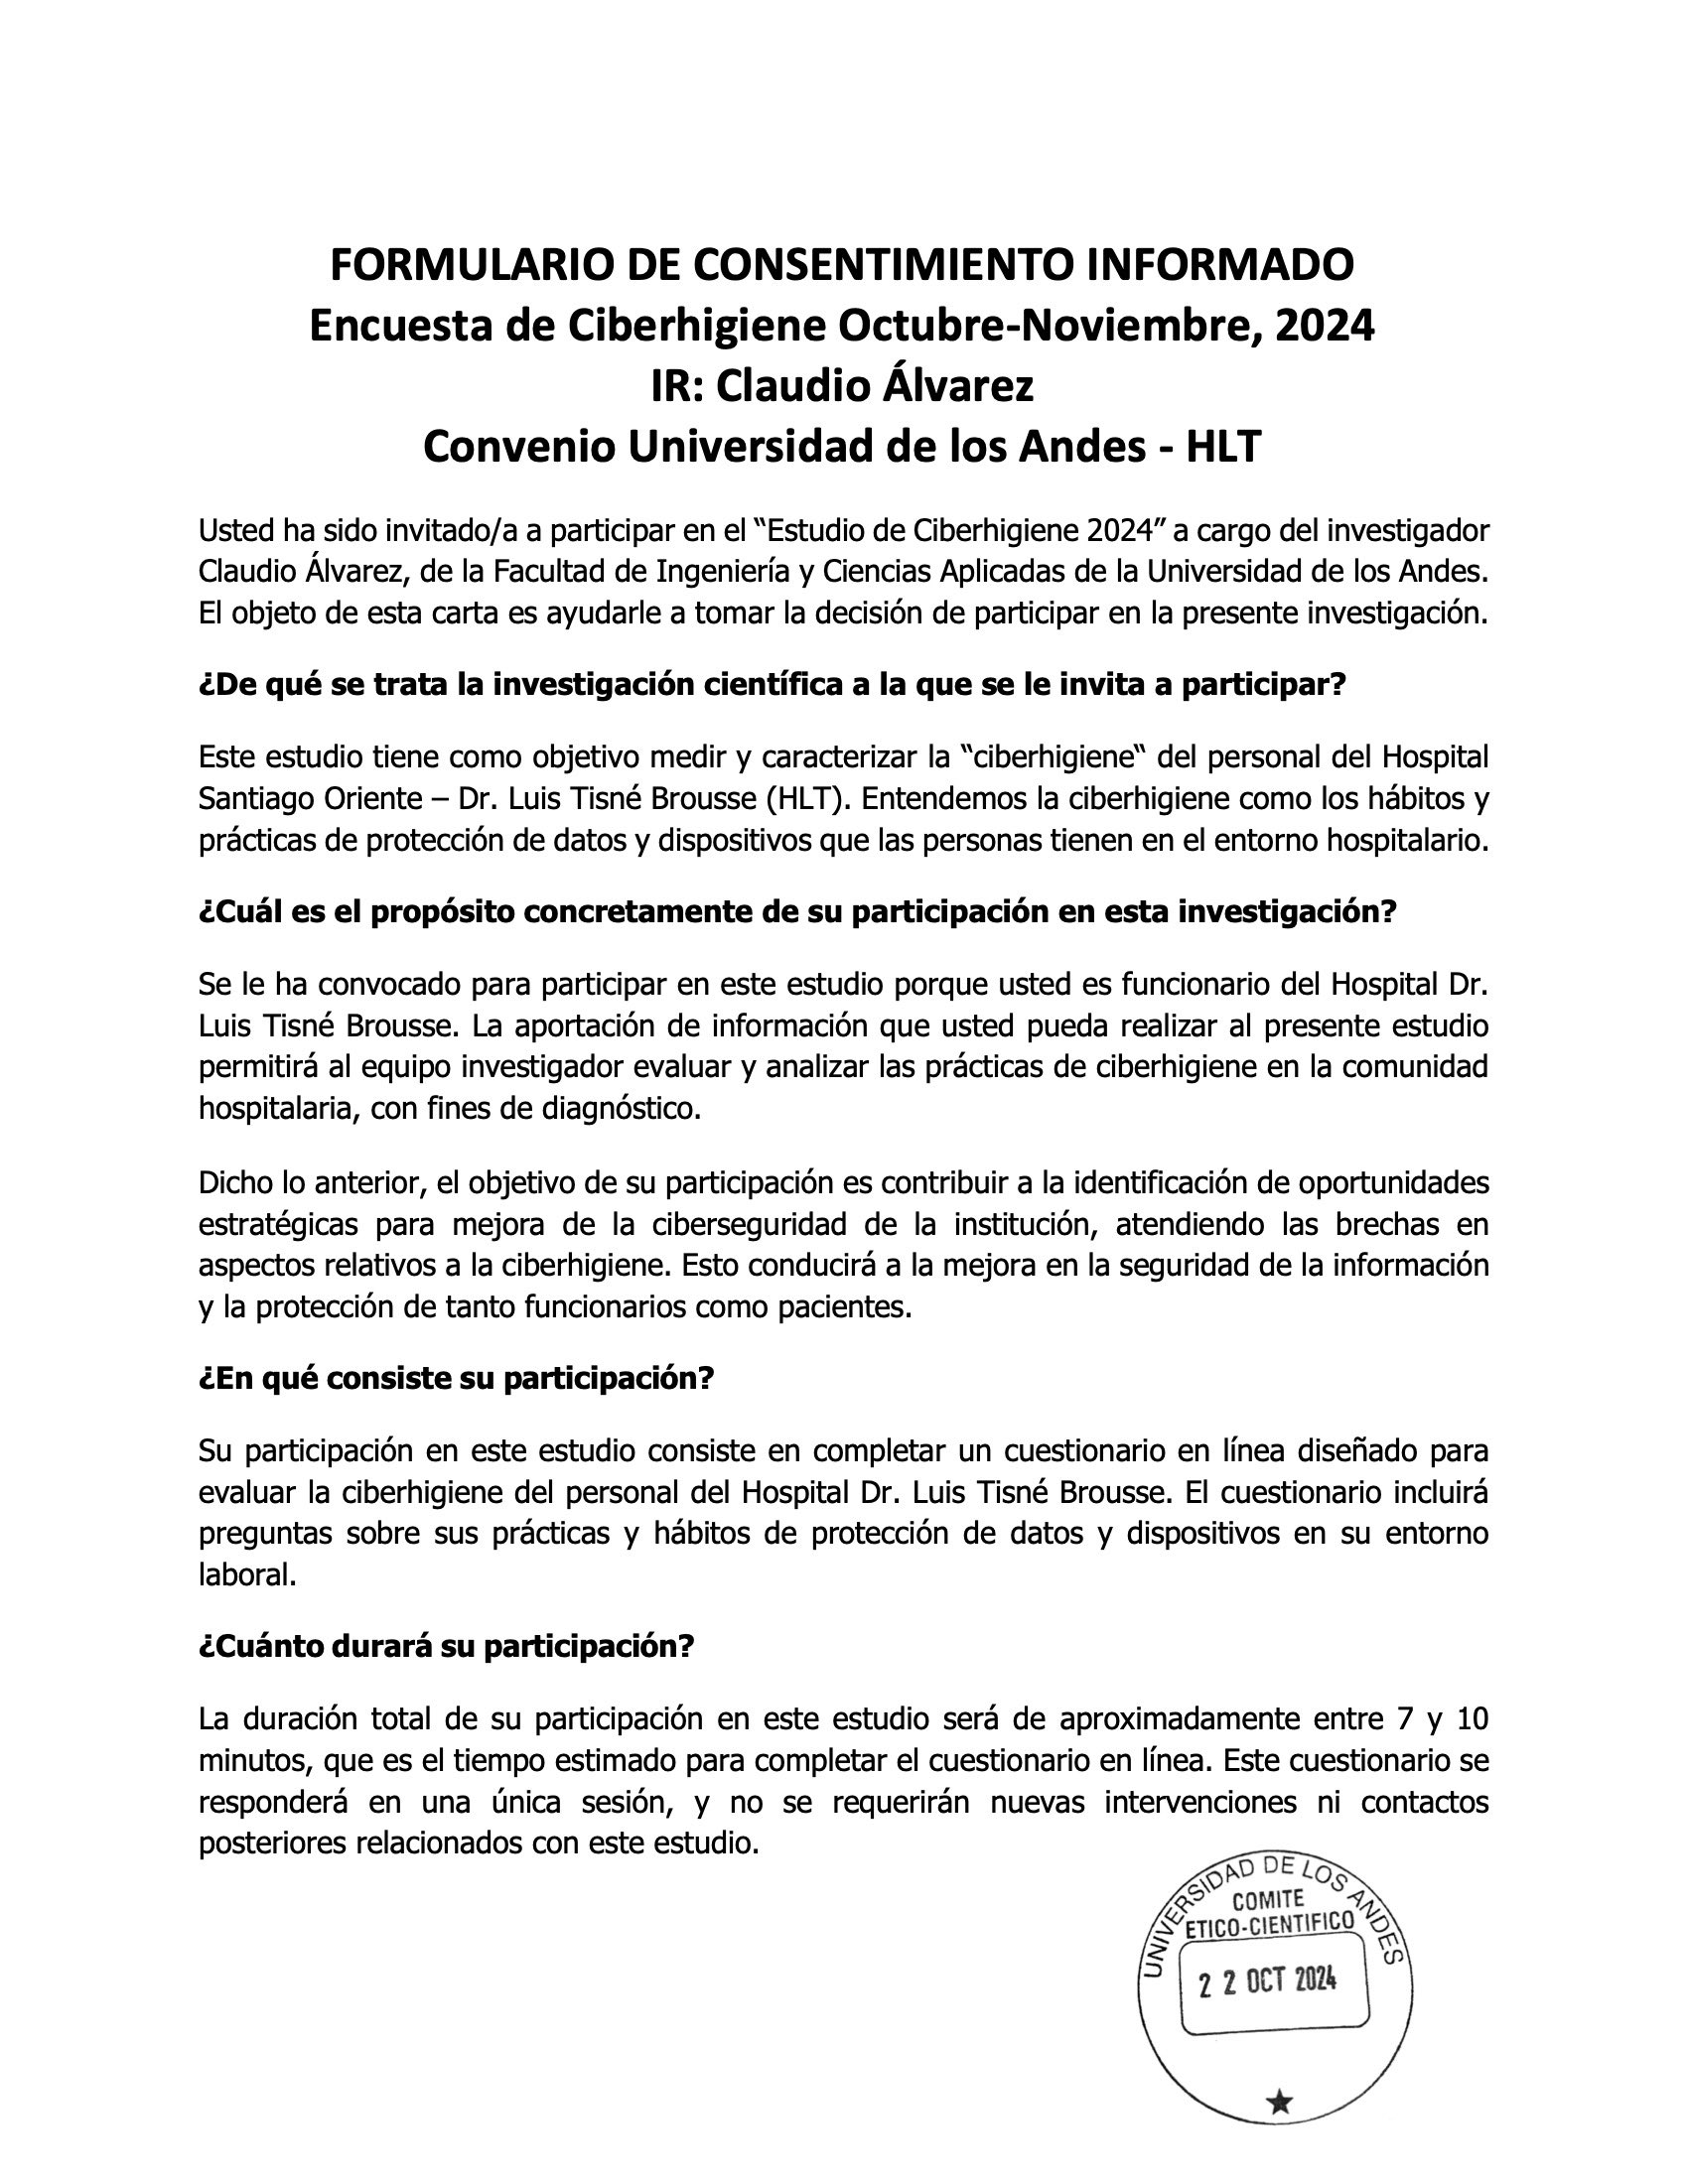 FORMULARIO DE CONSENTIMIENTO INFORMADO
Encuesta de Ciberhigiene Octubre-Noviembre, 2024
IR: Claudio Álvarez
Convenio Universidad de los Andes - HLT
Usted ha sido invitado/a a participar en el “Estudio de Ciberhigiene 2024” a cargo del investigador
Claudio Álvarez, de la Facultad de Ingeniería y Ciencias Aplicadas de la Universidad de los Andes.
El objeto de esta carta es ayudarle a tomar la decisión de participar en la presente investigación.
¿De qué se trata la investigación científica a la que se le invita a participar?
Este estudio tiene como objetivo medir y caracterizar la “ciberhigiene“ del personal del Hospital
Santiago Oriente – Dr. Luis Tisné Brousse (HLT). Entendemos la ciberhigiene como los hábitos y
prácticas de protección de datos y dispositivos que las personas tienen en el entorno hospitalario.
¿Cuál es el propósito concretamente de su participación en esta investigación?
Se le ha convocado para participar en este estudio porque usted es funcionario del Hospital Dr.
Luis Tisné Brousse. La aportación de información que usted pueda realizar al presente estudio
permitirá al equipo investigador evaluar y analizar las prácticas de ciberhigiene en la comunidad
hospitalaria, con fines de diagnóstico.
Dicho lo anterior, el objetivo de su participación es contribuir a la identificación de oportunidades
estratégicas para mejora de la ciberseguridad de la institución, atendiendo las brechas en
aspectos relativos a la ciberhigiene. Esto conducirá a la mejora en la seguridad de la información
y la protección de tanto funcionarios como pacientes.
¿En qué consiste su participación?
Su participación en este estudio consiste en completar un cuestionario en línea diseñado para
evaluar la ciberhigiene del personal del Hospital Dr. Luis Tisné Brousse. El cuestionario incluirá
preguntas sobre sus prácticas y hábitos de protección de datos y dispositivos en su entorno
laboral.
¿Cuánto durará su participación?
La duración total de su participación en este estudio será de aproximadamente entre 7 y 10
minutos, que es el tiempo estimado para completar el cuestionario en línea. Este cuestionario se
responderá en una única sesión, y no se requerirán nuevas intervenciones ni contactos
posteriores relacionados con este estudio.
UNIVERSIDAD DE LOS ANDES
COMITE
ETICO-CIENTIFICO
2 2 OCT 2024